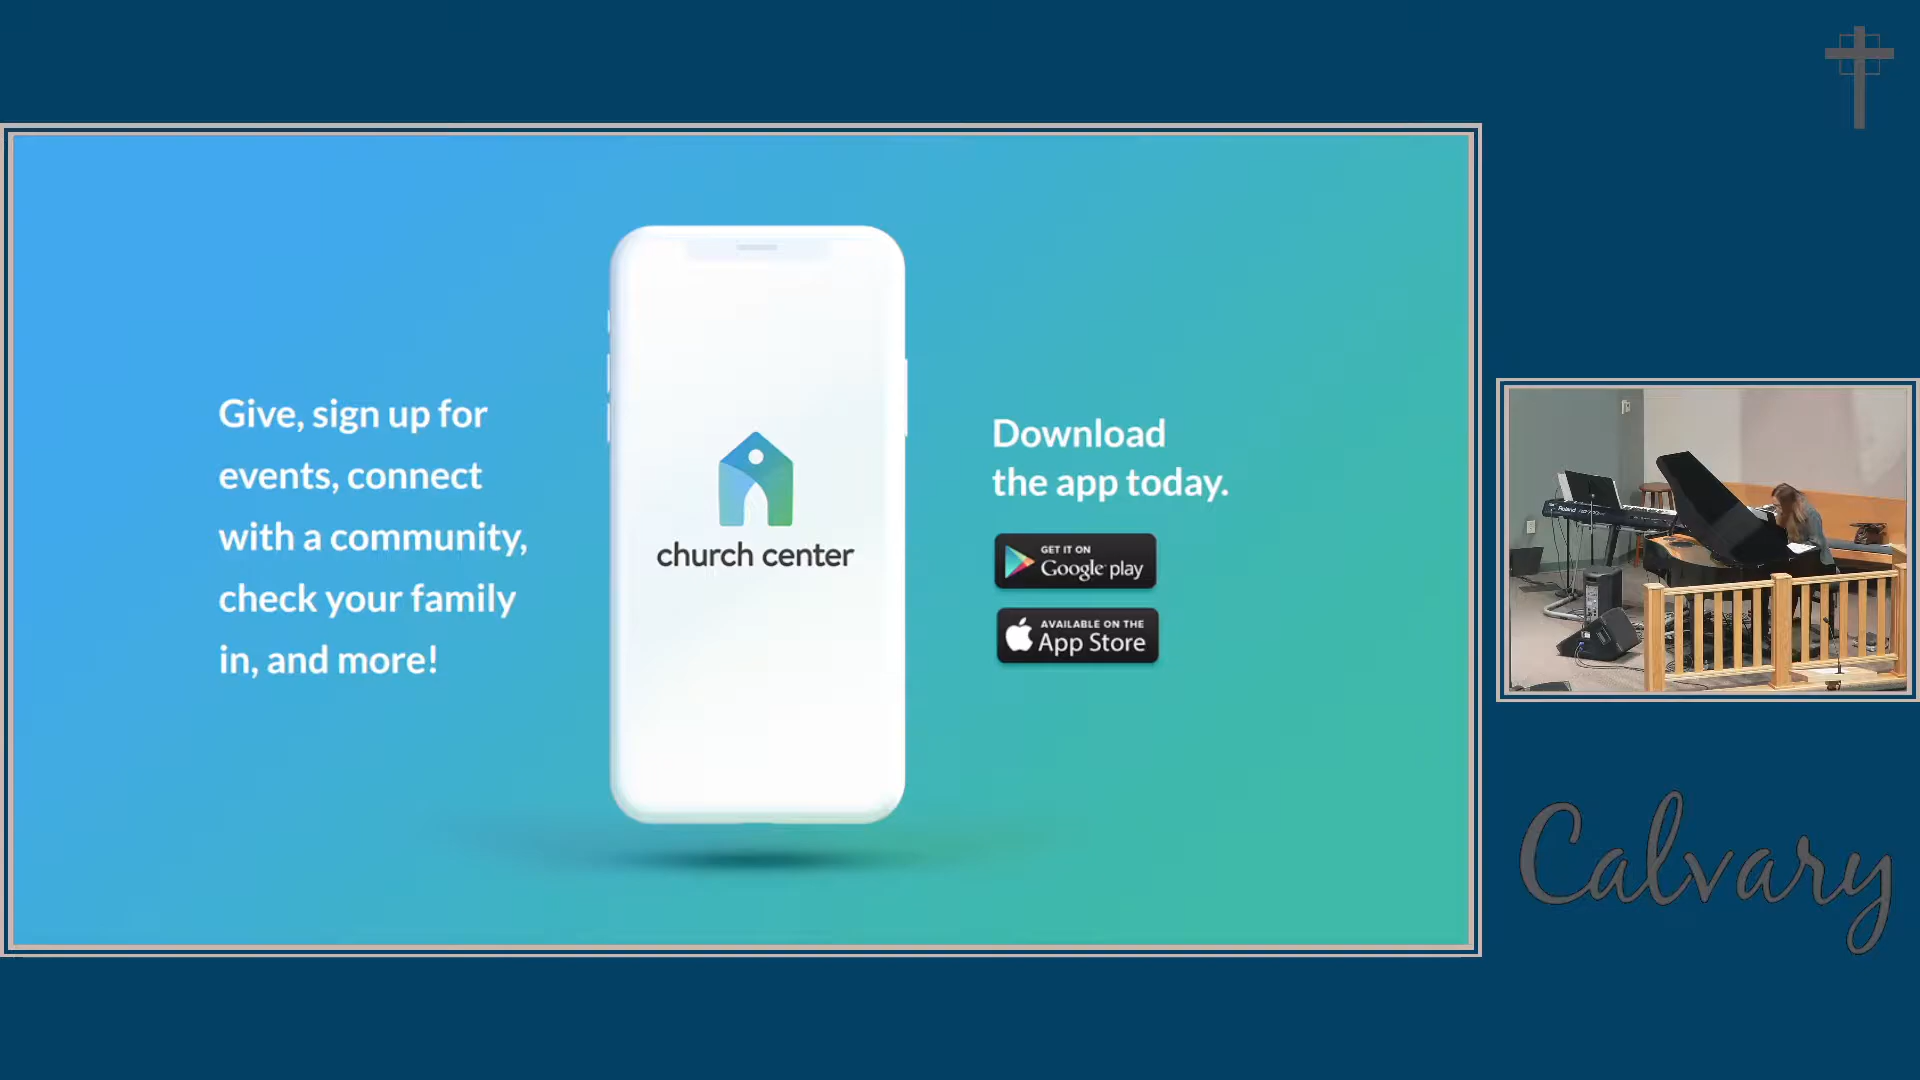 Give, sign up for
events, connect
with a community,
check your family
in, and more!
church center
Download
the app today.
GET IT ON
Google play
AVAILABLE ON THE
App Store
Roland
Calvary